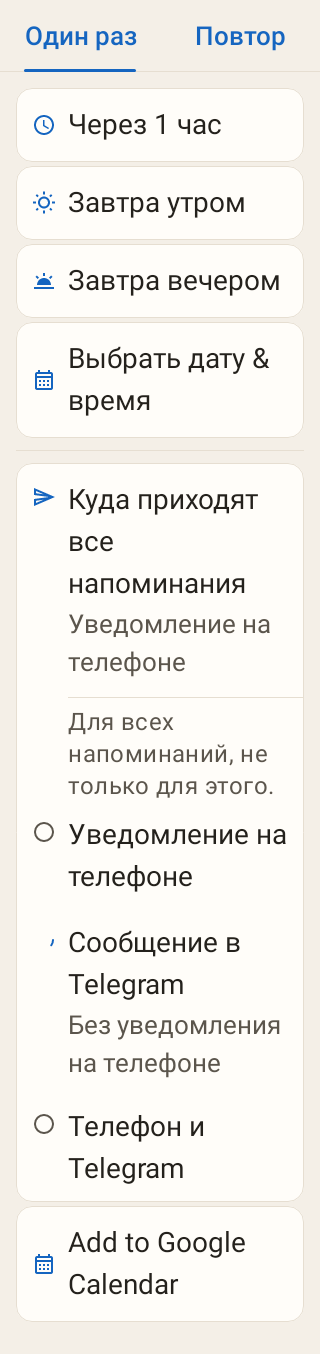 Один раз
Повтор
Через 1 час
Завтра утром
Завтра вечером
Выбрать дату &
время
Куда приходят
все
напоминания
Уведомление на
телефоне
Для всех
напоминаний, не
только для этого.
Уведомление на
телефоне
Сообщение в
Telegram
Без уведомления
на телефоне
Телефон и
Telegram
Add to Google
Calendar